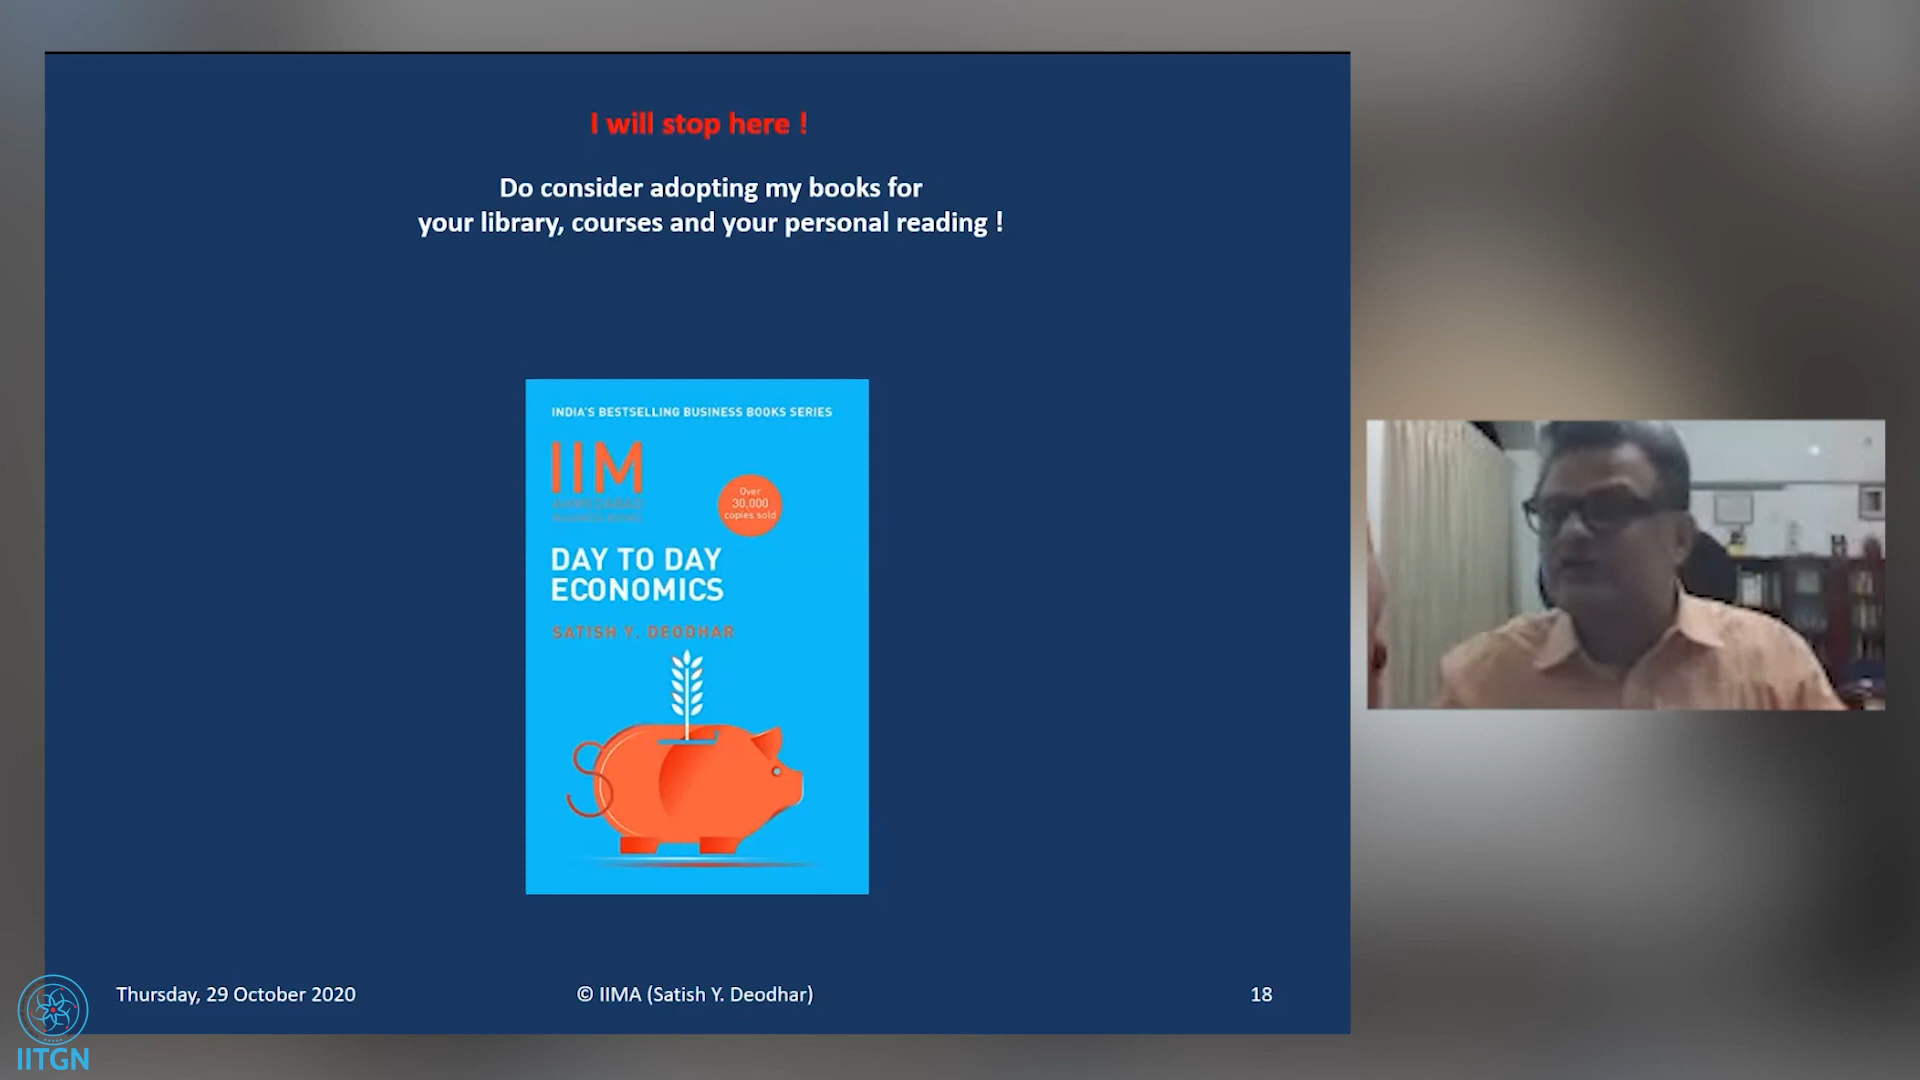 I will stop here !
Do consider adopting my books for
your library, courses and your personal reading !
INDIA'S BESTSELLING BUSINESS BOOKS SERIES
IIM
Over
30,000
copies sold
DAY TO DAY
ECONOMICS
SATISH Y. DEODHAR
Thursday, 29 October 2020
© IIMA (Satish Y. Deodhar)
18
IITGN